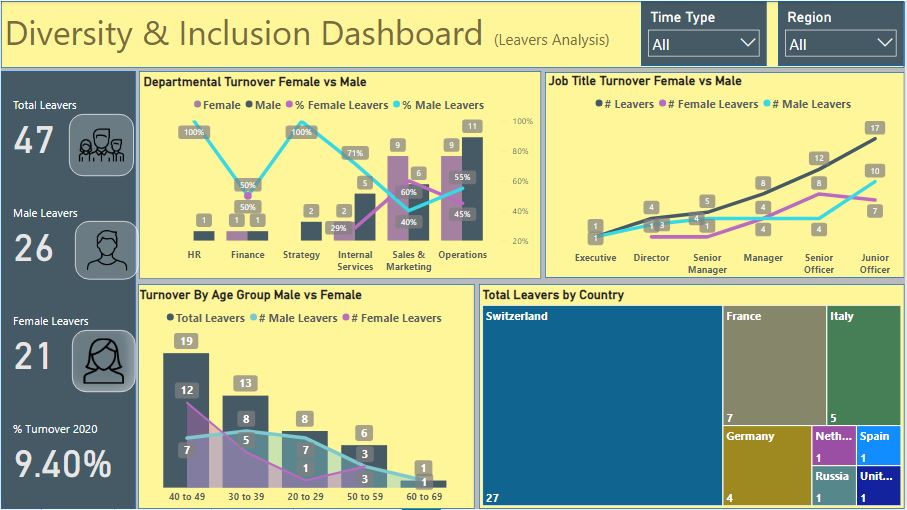 Diversity & Inclusion Dashboard (Leavers Analysis)
Time Type
All
Region
All
Total Leavers
47
Male Leavers
26
Female Leavers
21
% Turnover 2020
9.40%
Departmental Turnover Female vs Male
Female Male % Female Leavers % Male Leavers
100%
80%
60%
40%
20%
100% 50% 100% 71% 60% 55%
50% 29% 40% 45%
1 1 1 2 2 5 9 6 9 11
HR Finance Strategy Internal Services Sales & Marketing Operations
Job Title Turnover Female vs Male
# Leavers # Female Leavers # Male Leavers
1 4 5 8 12 17
1 3 4 4 4 10
1 1 4 8 7
Executive Director Senior Manager Manager Senior Officer Junior Officer
Turnover By Age Group Male vs Female
Total Leavers # Male Leavers # Female Leavers
19 13 8 6 1
12 8 7 3 1
7 5 1 3
40 to 49 30 to 39 20 to 29 50 to 59 60 to 69
Total Leavers by Country
Switzerland
27
France
7
Italy
5
Germany
4
Neth...
1
Spain
1
Russia
1
Unit...
1